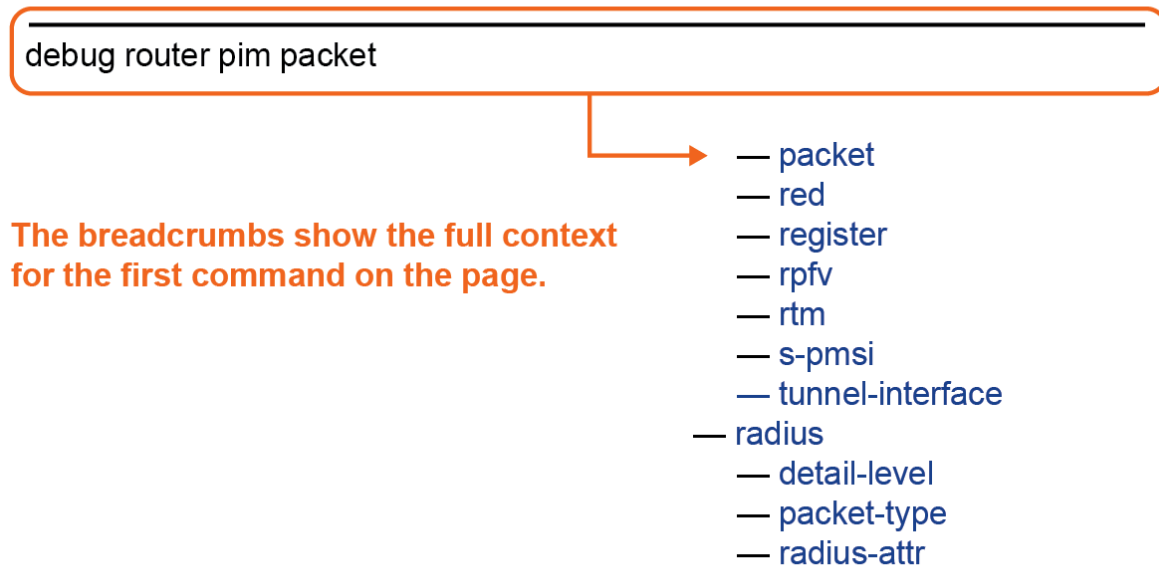 debug router pim packet
— packet
— red
The breadcrumbs show the full context
— register
for the first command on the page.
— rpfv
— rtm
— s-pmsi
— tunnel-interface
— radius
— detail-level
— packet-type
— radius-attr